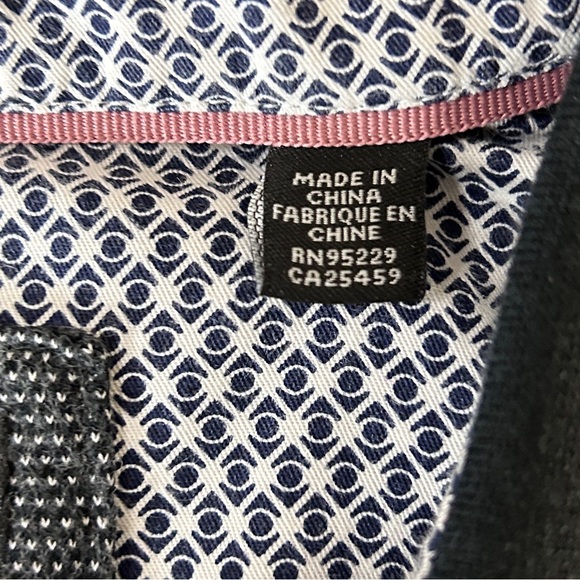 MADE IN
CHINA
FABRIQUE EN
CHINE
RN95229
CA25459